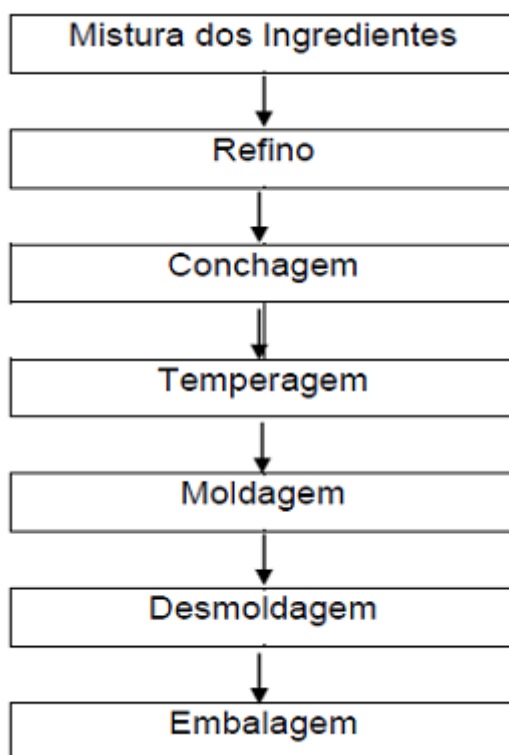 Mistura dos Ingredientes
Refino
Conchagem
Temperagem
Moldagem
Desmoldagem
Embalagem